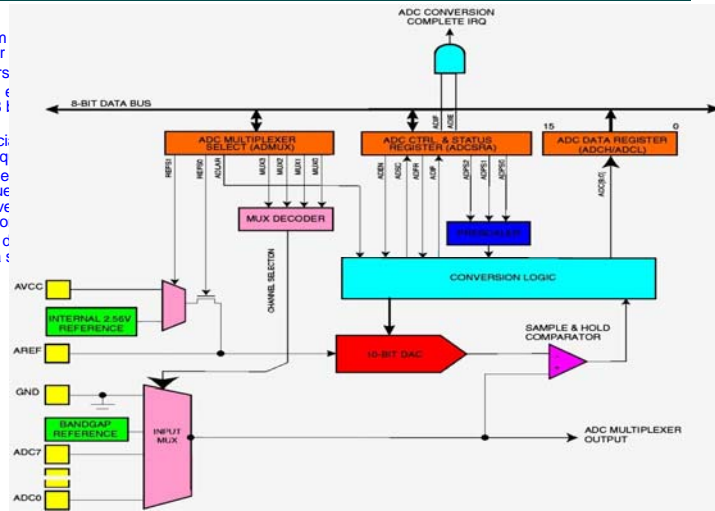 ADC CONVERSION
COMPLETE IRQ
8-BIT DATA BUS
ADIF
ADIE
15
0
ADC MULTIPLEXER
SELECT (ADMUX)
ADC CTRL & STATUS
REGISTER (ADCSRA)
ADC DATA REGISTER
(ADCH/ADCL)
REFS1
REFS0
ADLAR
MUX3
MUX2
MUX1
MUX0
ADEN
ADSC
ADFR
ADIF
ADPS2
ADPS1
ADPS0
ADC[9:0]
MUX DECODER
PRESCALER
CHANNEL SELECTION
CONVERSION LOGIC
AVCC
INTERNAL 2.56V
REFERENCE
SAMPLE & HOLD
COMPARATOR
AREF
10-BIT DAC
GND
BANDGAP
REFERENCE
INPUT
MUX
ADC MULTIPLEXER
OUTPUT
ADC7
ADC0